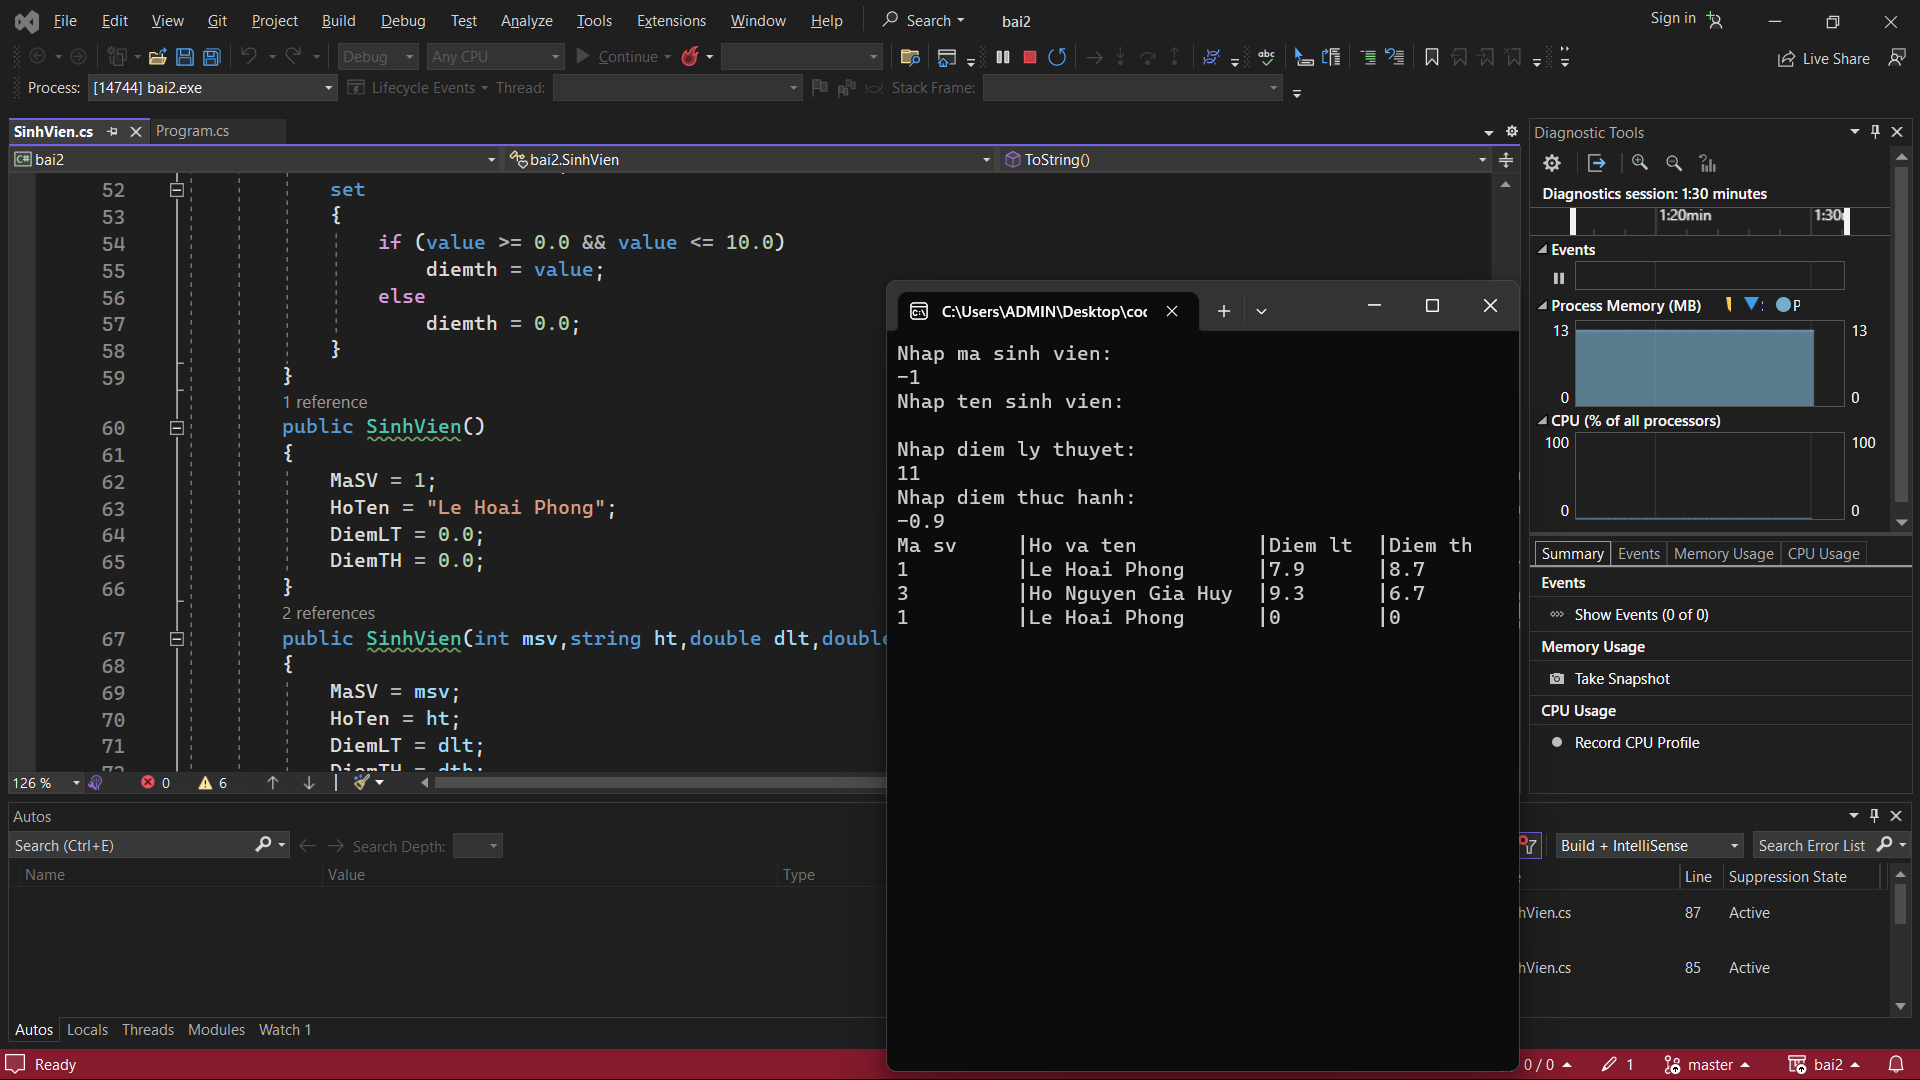 File Edit View Git Project Build Debug Test Analyze Tools Extensions Window Help Search bai2 Sign in
Debug Any CPU Continue Live Share
Process: [14744] bai2.exe Lifecycle Events Thread: Stack Frame:
SinhVien.cs Program.cs
bai2 bai2.SinhVien ToString()
52 set
53 {
54 if (value >= 0.0 && value <= 10.0)
55 diemth = value;
56 else
57 diemth = 0.0;
58 }
59 }
1 reference
60 public SinhVien()
61 {
62 MaSV = 1;
63 HoTen = "Le Hoai Phong";
64 DiemLT = 0.0;
65 DiemTH = 0.0;
66 }
2 references
67 public SinhVien(int msv,string ht,double dlt,double
68 {
69 MaSV = msv;
70 HoTen = ht;
71 DiemLT = dlt;
72 DiemTH = dth;
126 % 0 6
C:\Users\ADMIN\Desktop\coc
Nhap ma sinh vien:
-1
Nhap ten sinh vien:
Nhap diem ly thuyet:
11
Nhap diem thuc hanh:
-0.9
Ma sv |Ho va ten |Diem lt |Diem th
1 |Le Hoai Phong |7.9 |8.7
3 |Ho Nguyen Gia Huy |9.3 |6.7
1 |Le Hoai Phong |0 |0
Diagnostic Tools
Diagnostics session: 1:30 minutes
1:20min 1:30
Events
Process Memory (MB) P
13 13
0 0
CPU (% of all processors)
100 100
0 0
Summary Events Memory Usage CPU Usage
Events
Show Events (0 of 0)
Memory Usage
Take Snapshot
CPU Usage
Record CPU Profile
Autos
Search (Ctrl+E) Search Depth:
Name Value Type
Autos Locals Threads Modules Watch 1
Build + IntelliSense Search Error List
Line Suppression State
hVien.cs 87 Active
hVien.cs 85 Active
Ready 0 / 0 1 master bai2